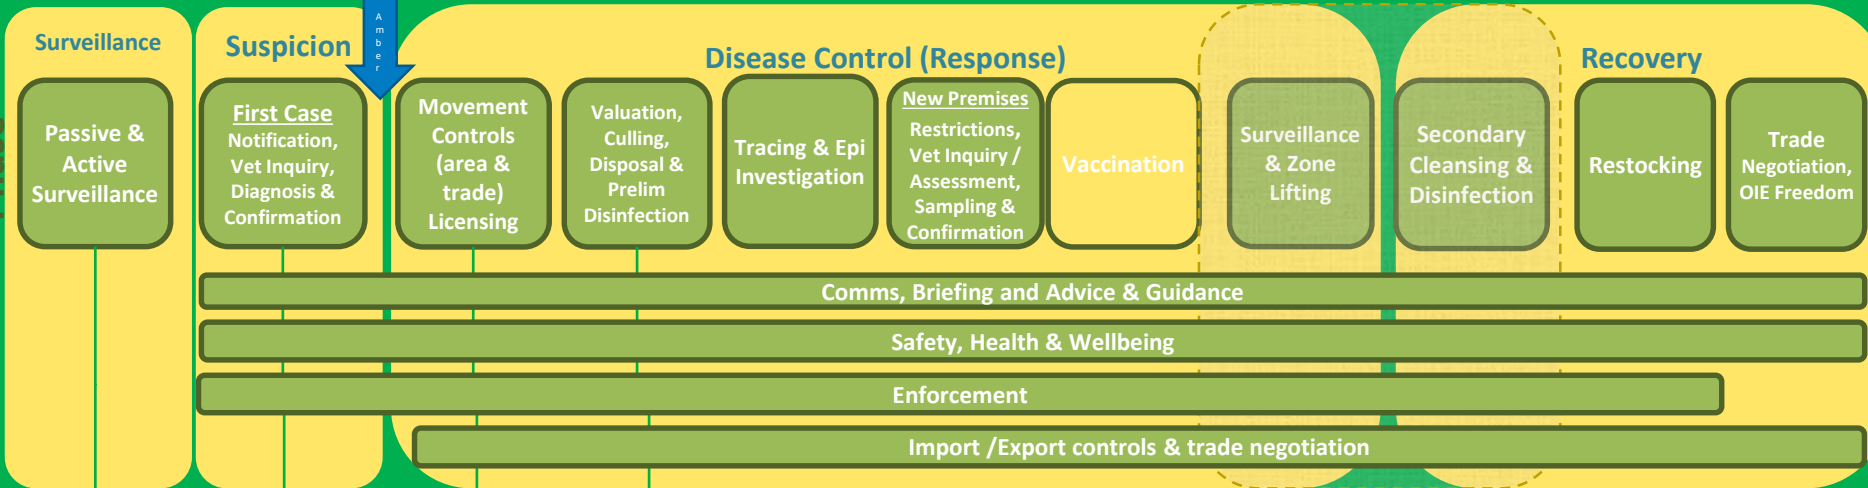 Surveillance
Passive &
Active
Surveillance
Suspicion
First Case
Notification,
Vet Inquiry,
Diagnosis &
Confirmation
Amber
Disease Control (Response)
Movement
Controls
(area &
trade)
Licensing
Valuation,
Culling,
Disposal &
Prelim
Disinfection
Tracing & Epi
Investigation
New Premises
Restrictions,
Vet Inquiry /
Assessment,
Sampling &
Confirmation
Vaccination
Surveillance
& Zone
Lifting
Recovery
Secondary
Cleansing &
Disinfection
Restocking
Trade
Negotiation,
OIE Freedom
Comms, Briefing and Advice & Guidance
Safety, Health & Wellbeing
Enforcement
Import /Export controls & trade negotiation